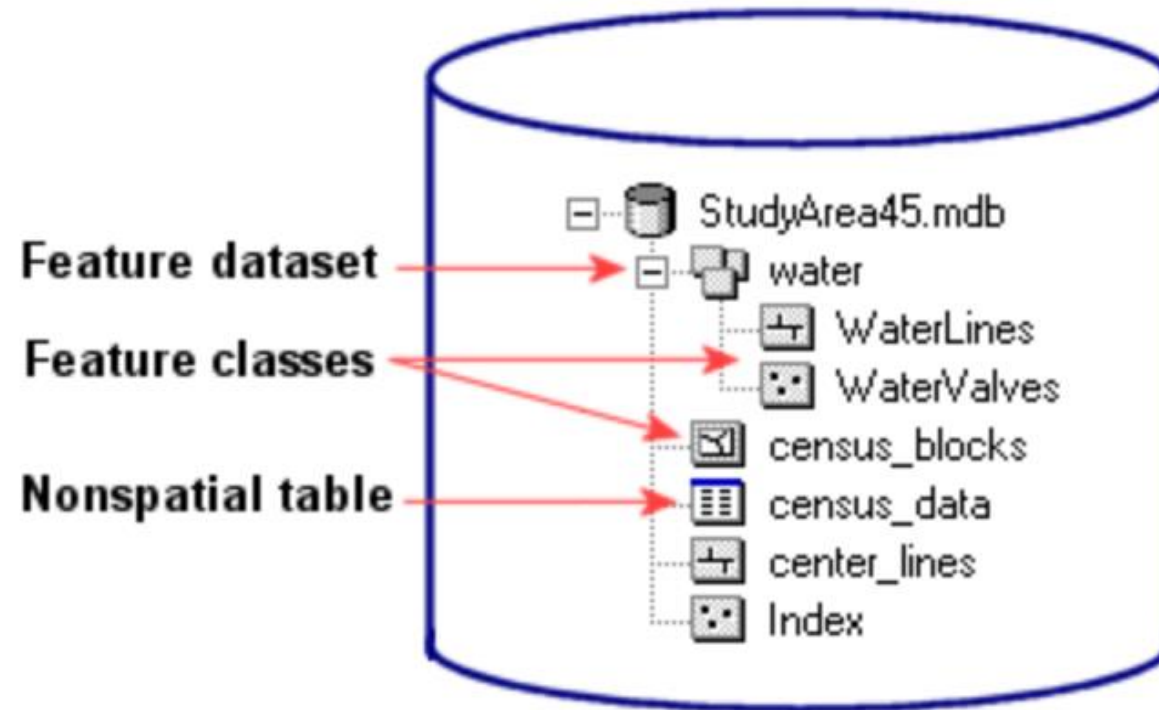 StudyArea45.mdb
Feature dataset
water
WaterLines
Feature classes
WaterValves
census_blocks
Nonspatial table
census_data
center_lines
Index